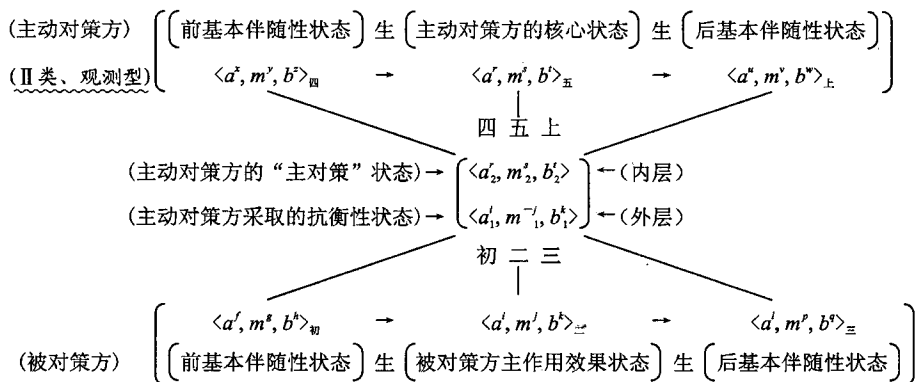 (主动对策方) (前基本伴随性状态) 生 (主动对策方的核心状态) 生 (后基本伴随性状态)
(Ⅱ类、观测型) <a^x, m^y, b^z>四 → <a^r, m^s, b^t>五 → <a^u, m^v, b^w>上
四 五 上
(主动对策方的“主对策”状态)→ <a^r_2, m^s_2, b^t_2> ←(内层)
(主动对策方采取的抗衡性状态)→ <a^i_1, m^{-j}_1, b^k_1> ←(外层)
初 二 三
<a^f, m^g, b^h>初 → <a^i, m^j, b^k>二 → <a^l, m^p, b^q>三
(被对策方) (前基本伴随性状态) 生 (被对策方主作用效果状态) 生 (后基本伴随性状态)